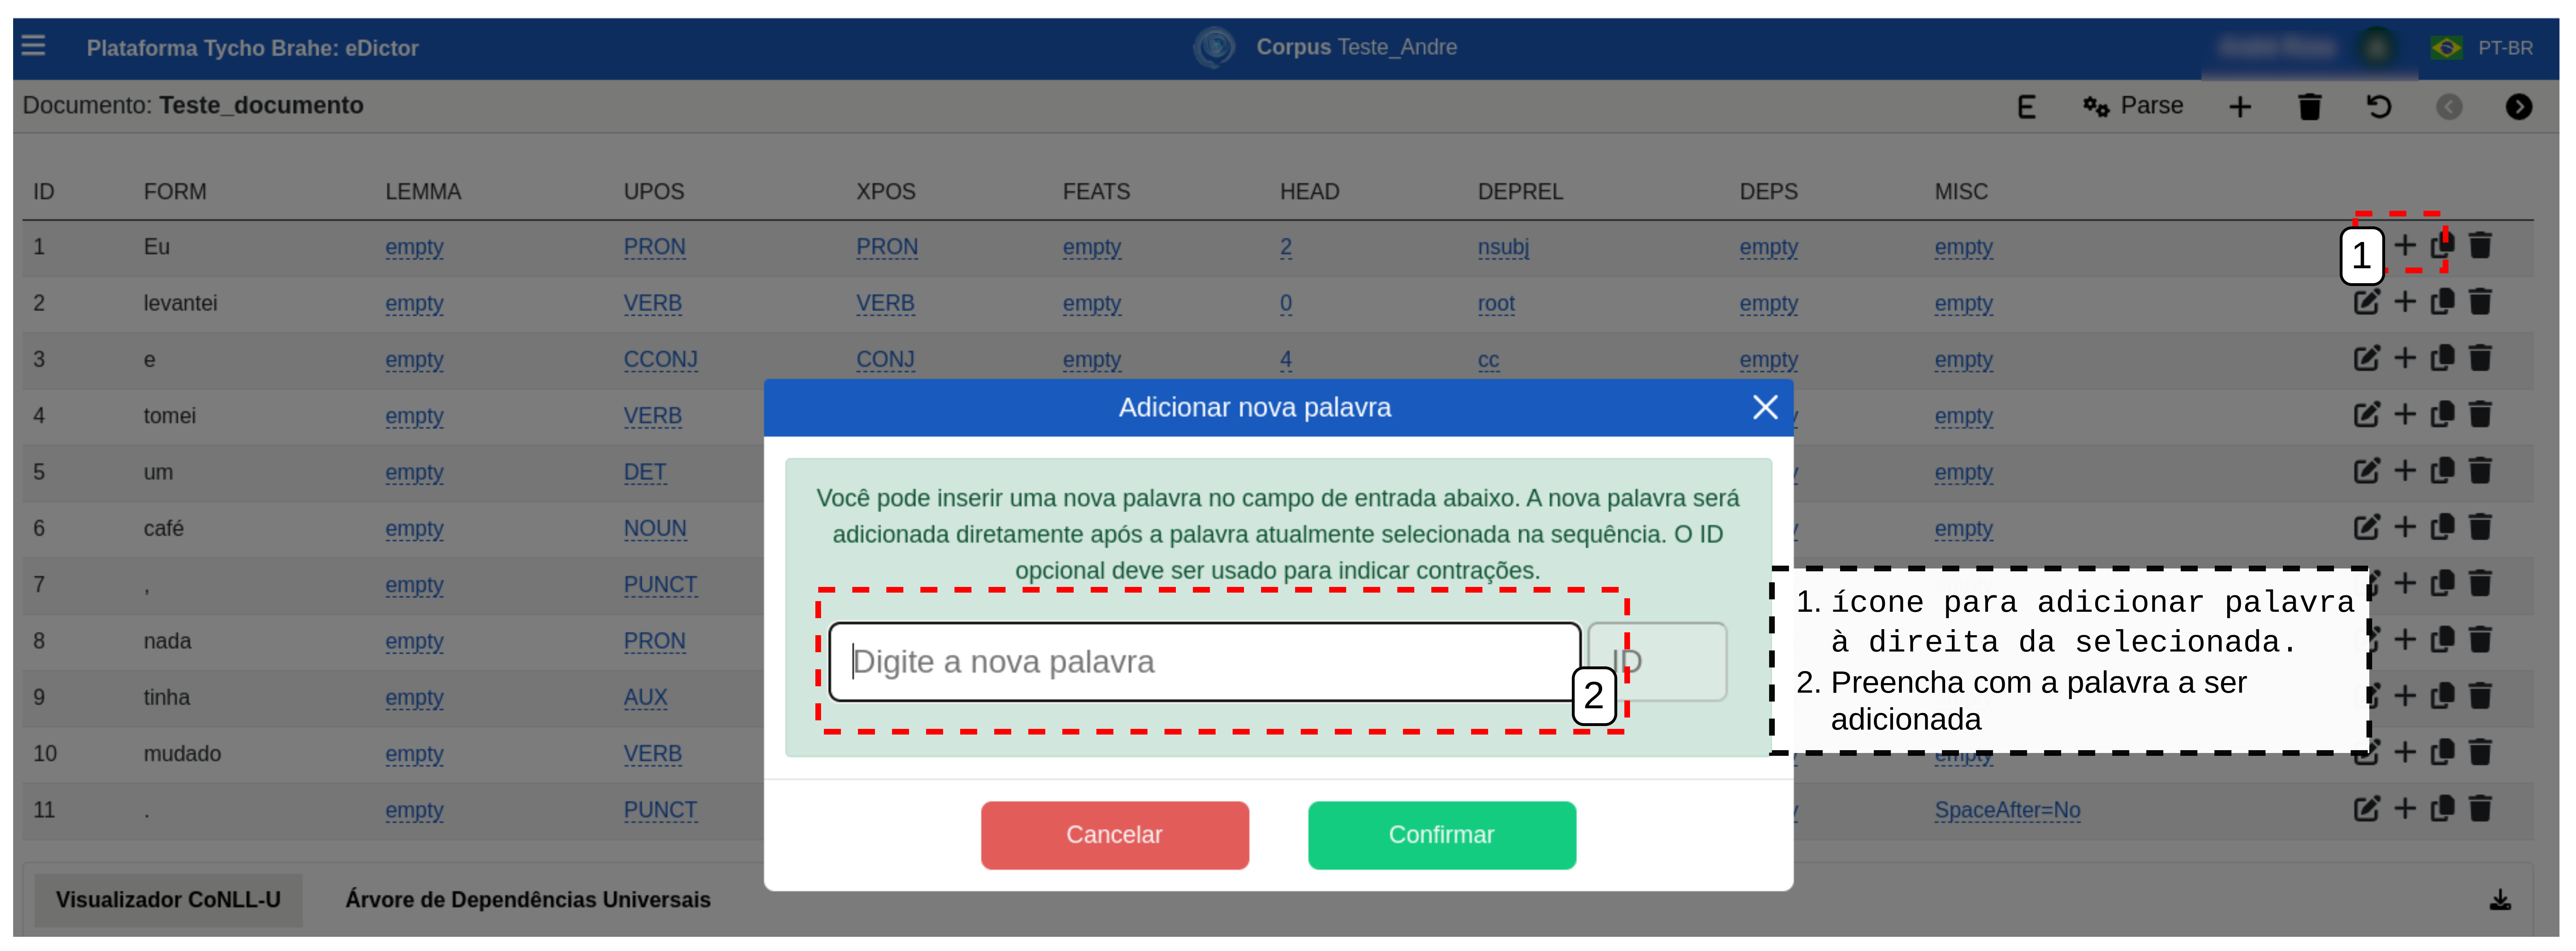 Plataforma Tycho Brahe: eDictor Corpus Teste_Andre PT-BR
Documento: Teste_documento E Parse
ID FORM LEMMA UPOS XPOS FEATS HEAD DEPREL DEPS MISC
1 Eu empty PRON PRON empty 2 nsubj empty empty
1
2 levantei empty VERB VERB empty 0 root empty empty
3 e empty CCONJ CONJ empty 4 cc empty empty
4 tomei empty VERB empty
5 um empty DET empty
6 café empty NOUN empty
7 , empty PUNCT
8 nada empty PRON
9 tinha empty AUX
10 mudado empty VERB empty
11 . empty PUNCT SpaceAfter=No
Adicionar nova palavra
Você pode inserir uma nova palavra no campo de entrada abaixo. A nova palavra será
adicionada diretamente após a palavra atualmente selecionada na sequência. O ID
opcional deve ser usado para indicar contrações.
Digite a nova palavra ID
2
Cancelar Confirmar
1. ícone para adicionar palavra
à direita da selecionada.
2. Preencha com a palavra a ser
adicionada
Visualizador CoNLL-U Árvore de Dependências Universais